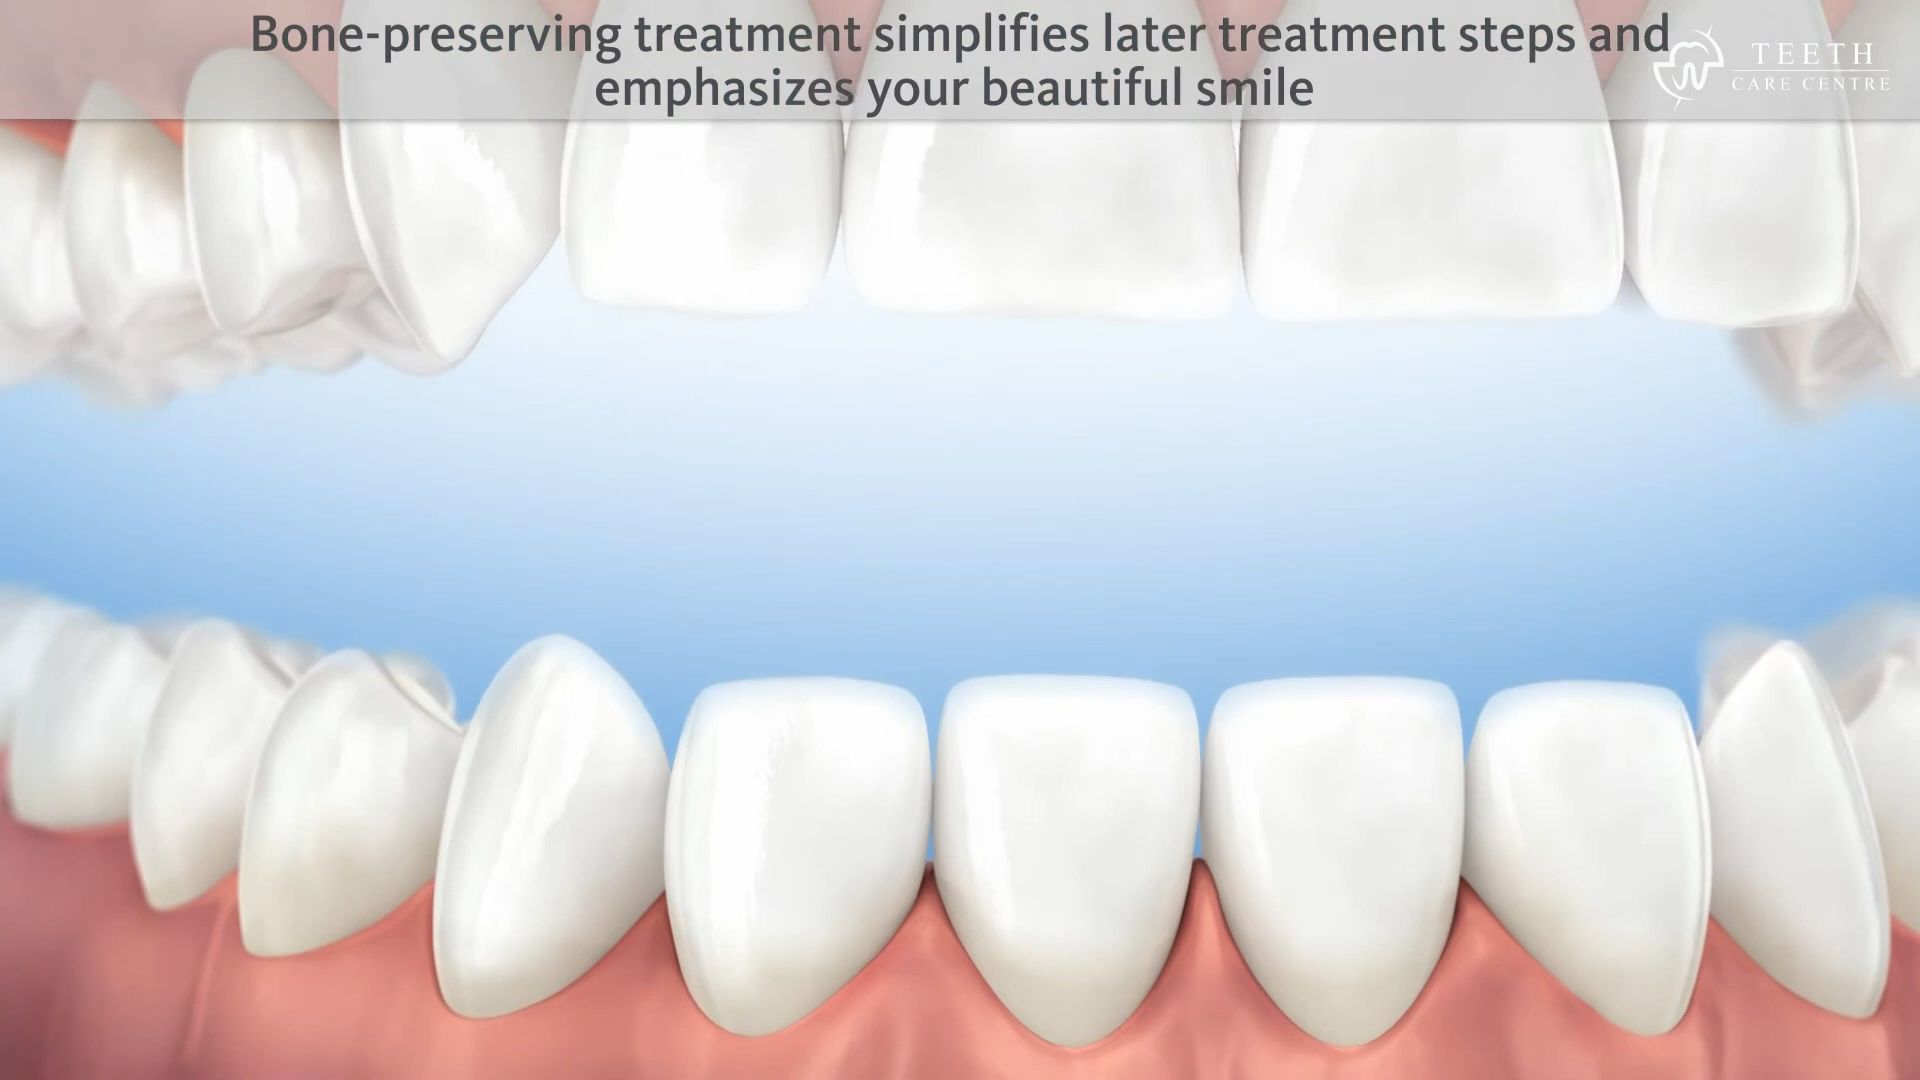 Bone-preserving treatment simplifies later treatment steps and
emphasizes your beautiful smile
TEETH
CARE CENTRE